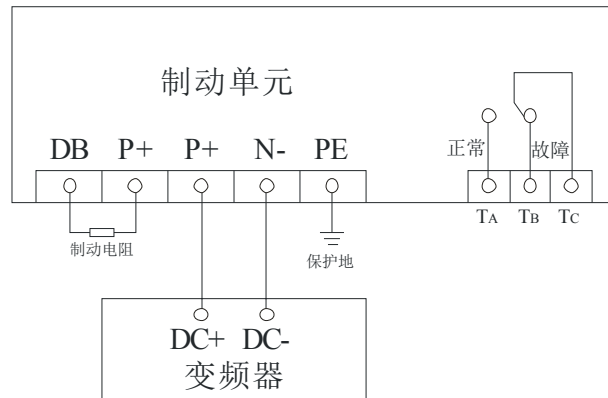 制动单元
正常 故障
DB P+ P+ N- PE
TA TB TC
制动电阻
保护地
DC+ DC-
变频器